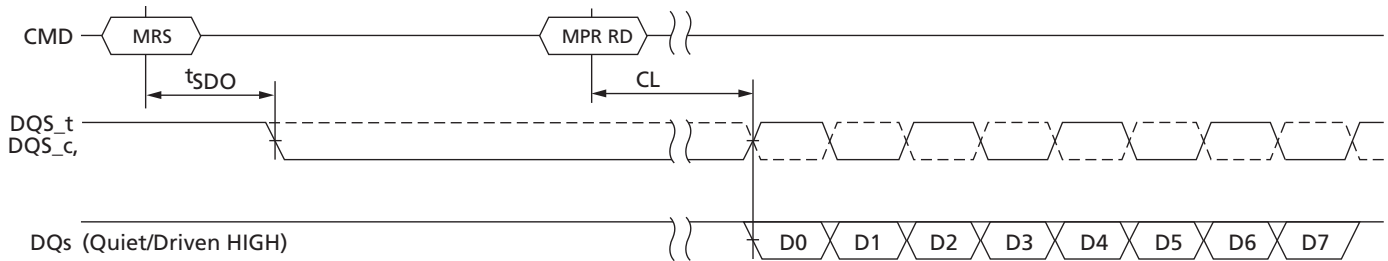 CMD MRS MPR RD
tSDO CL
DQS_t
DQS_c,
DQs (Quiet/Driven HIGH) D0 D1 D2 D3 D4 D5 D6 D7